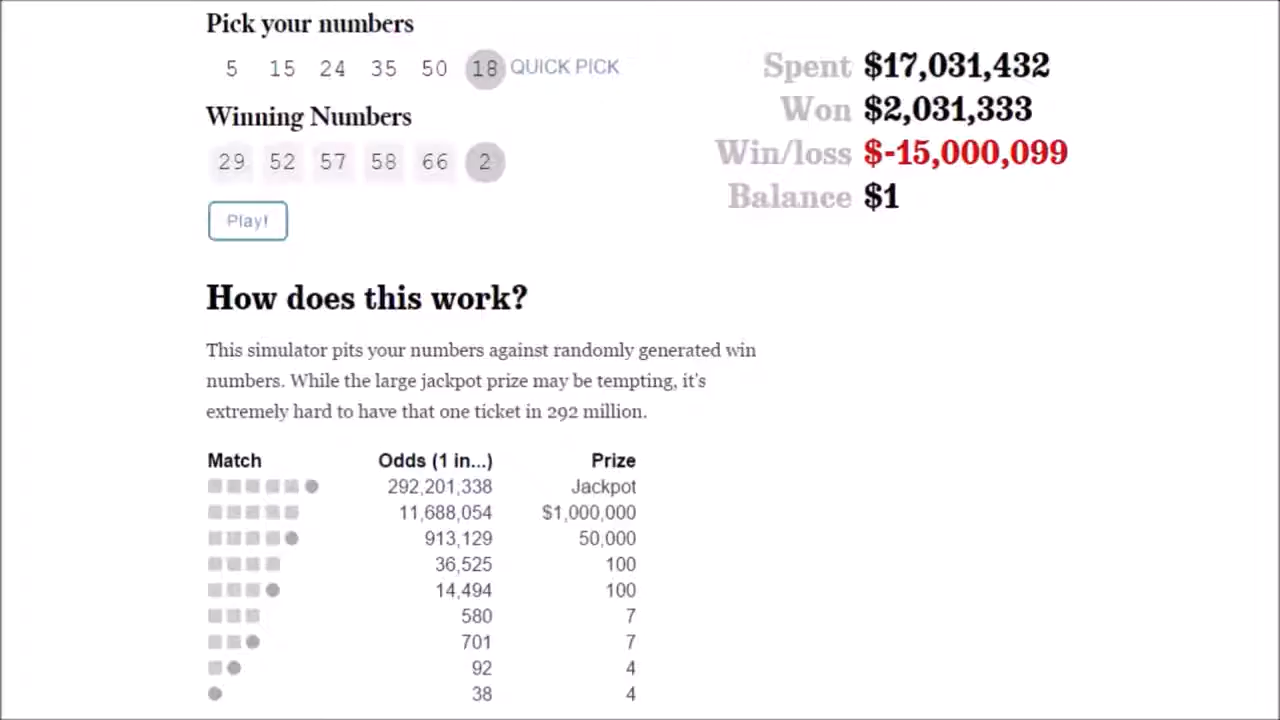 Pick your numbers
5 15 24 35 50 18 QUICK PICK
Winning Numbers
29 52 57 58 66 2
Play!
Spent $17,031,432
Won $2,031,333
Win/loss $-15,000,099
Balance $1
How does this work?
This simulator pits your numbers against randomly generated win
numbers. While the large jackpot prize may be tempting, it's
extremely hard to have that one ticket in 292 million.
Match Odds (1 in...) Prize
292,201,338 Jackpot
11,688,054 $1,000,000
913,129 50,000
36,525 100
14,494 100
580 7
701 7
92 4
38 4